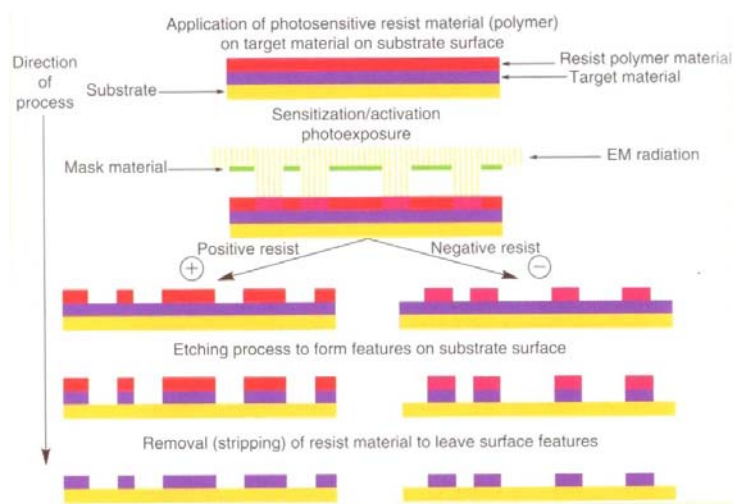 Application of photosensitive resist material (polymer)
on target material on substrate surface
Direction
of
process
Resist polymer material
Target material
Substrate
Sensitization/activation
photoexposure
Mask material
EM radiation
Positive resist
Negative resist
+
−
Etching process to form features on substrate surface
Removal (stripping) of resist material to leave surface features